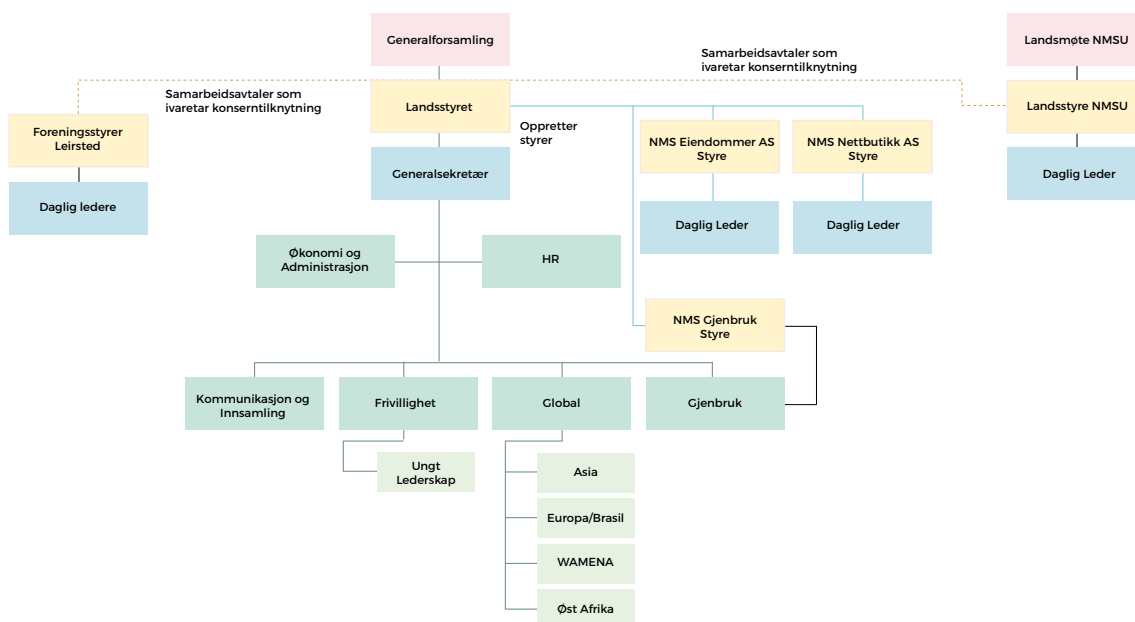 Generalforsamling
Landsmøte NMSU
Samarbeidsavtaler som
ivaretar konserntilknytning
Samarbeidsavtaler som
ivaretar konserntilknytning
Landsstyret
Landsstyre NMSU
Oppretter
styrer
Foreningsstyrer
Leirsted
NMS Eiendommer AS
Styre
NMS Nettbutikk AS
Styre
Generalsekretær
Daglig Leder
Daglig ledere
Daglig Leder
Daglig Leder
Økonomi og
Administrasjon
HR
NMS Gjenbruk
Styre
Kommunikasjon og
Innsamling
Frivillighet
Global
Gjenbruk
Ungt
Lederskap
Asia
Europa/Brasil
WAMENA
Øst Afrika